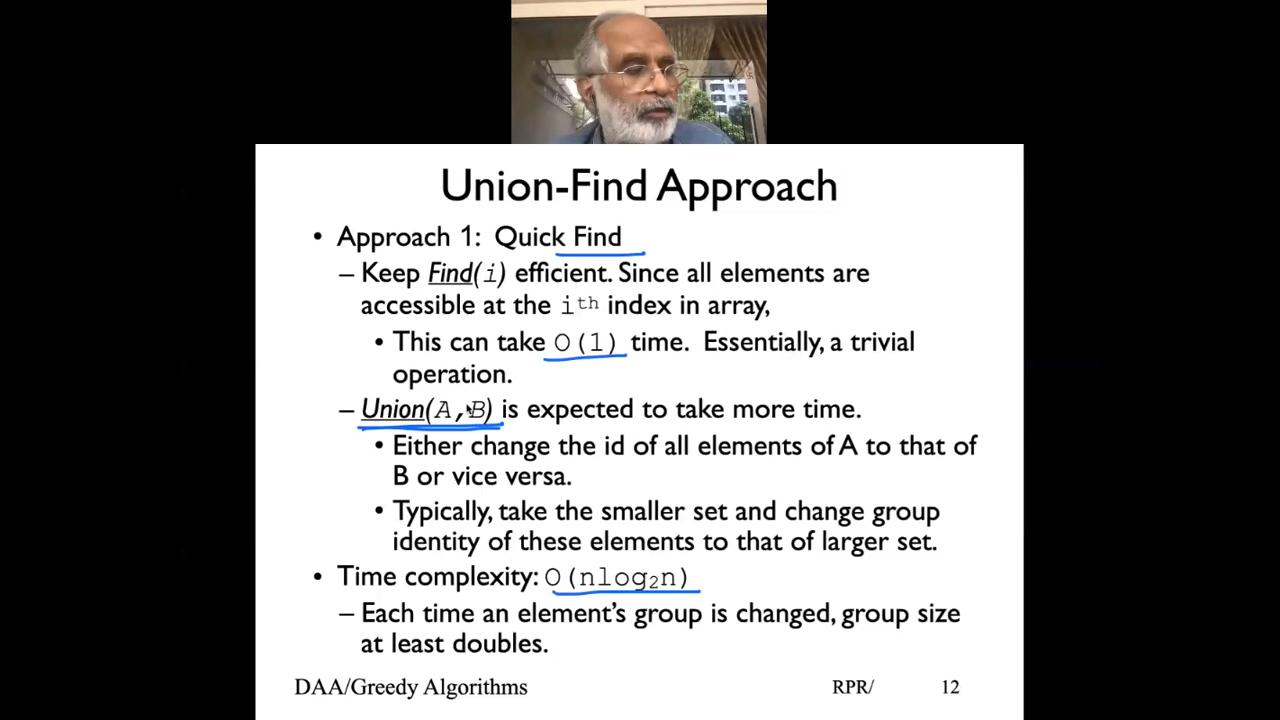 Union-Find Approach
• Approach 1: Quick Find
– Keep Find(i) efficient. Since all elements are
accessible at the iᵗʰ index in array,
• This can take O(1) time. Essentially, a trivial
operation.
– Union(A,B) is expected to take more time.
• Either change the id of all elements of A to that of
B or vice versa.
• Typically, take the smaller set and change group
identity of these elements to that of larger set.
• Time complexity: O(nlog₂n)
– Each time an element’s group is changed, group size
at least doubles.
DAA/Greedy Algorithms RPR/ 12